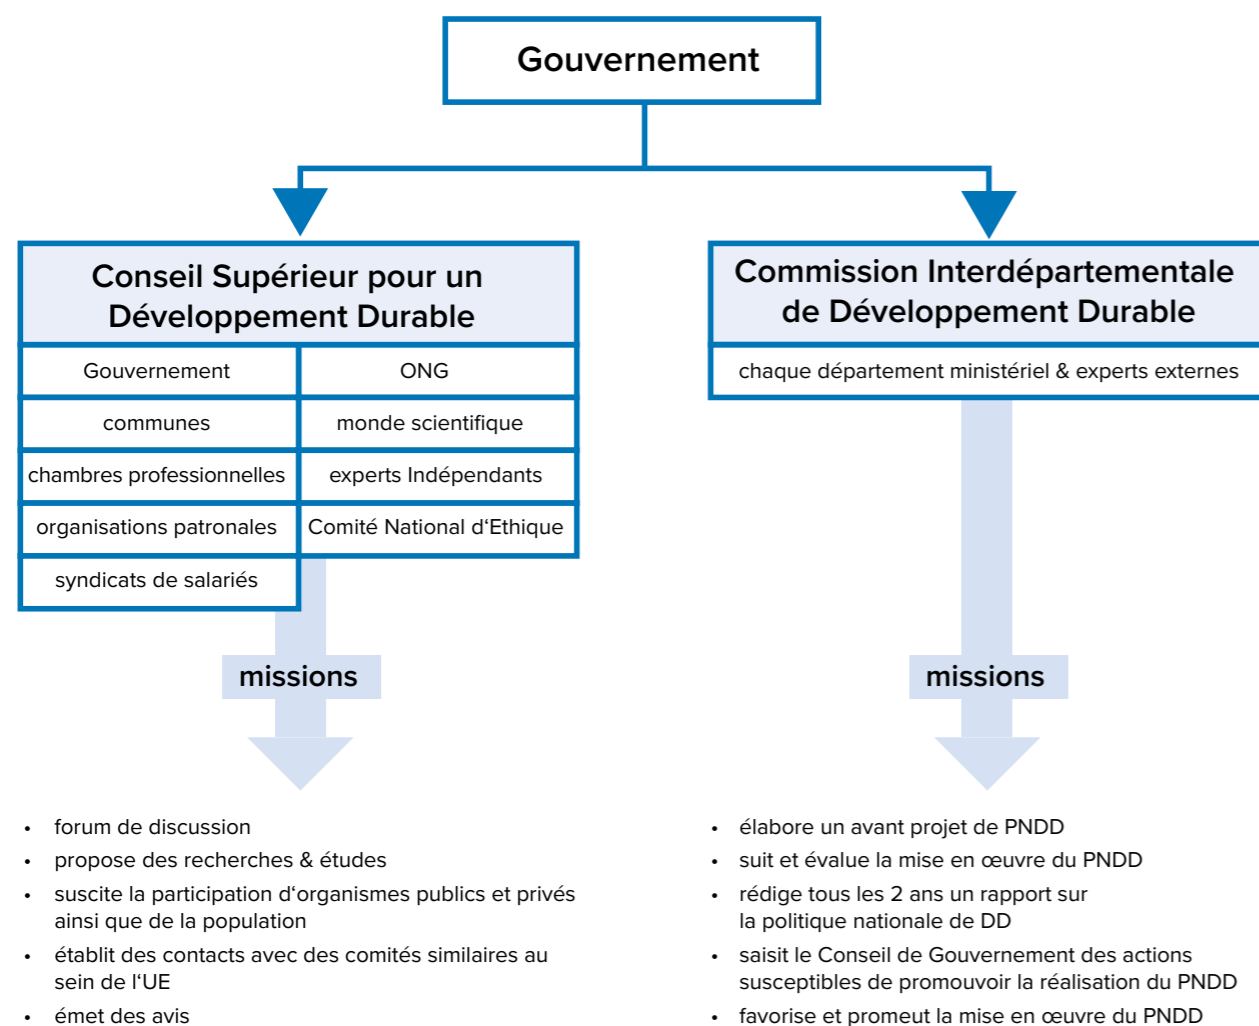 Gouvernement
Conseil Supérieur pour un
Développement Durable
Gouvernement
ONG
communes
monde scientifique
chambres professionnelles
experts Indépendants
organisations patronales
Comité National d‘Ethique
syndicats de salariés
missions
• forum de discussion
• propose des recherches & études
• suscite la participation d‘organismes publics et privés
ainsi que de la population
• établit des contacts avec des comités similaires au
sein de l‘UE
• émet des avis
Commission Interdépartementale
de Développement Durable
chaque département ministériel & experts externes
missions
• élabore un avant projet de PNDD
• suit et évalue la mise en œuvre du PNDD
• rédige tous les 2 ans un rapport sur
la politique nationale de DD
• saisit le Conseil de Gouvernement des actions
susceptibles de promouvoir la réalisation du PNDD
• favorise et promeut la mise en œuvre du PNDD